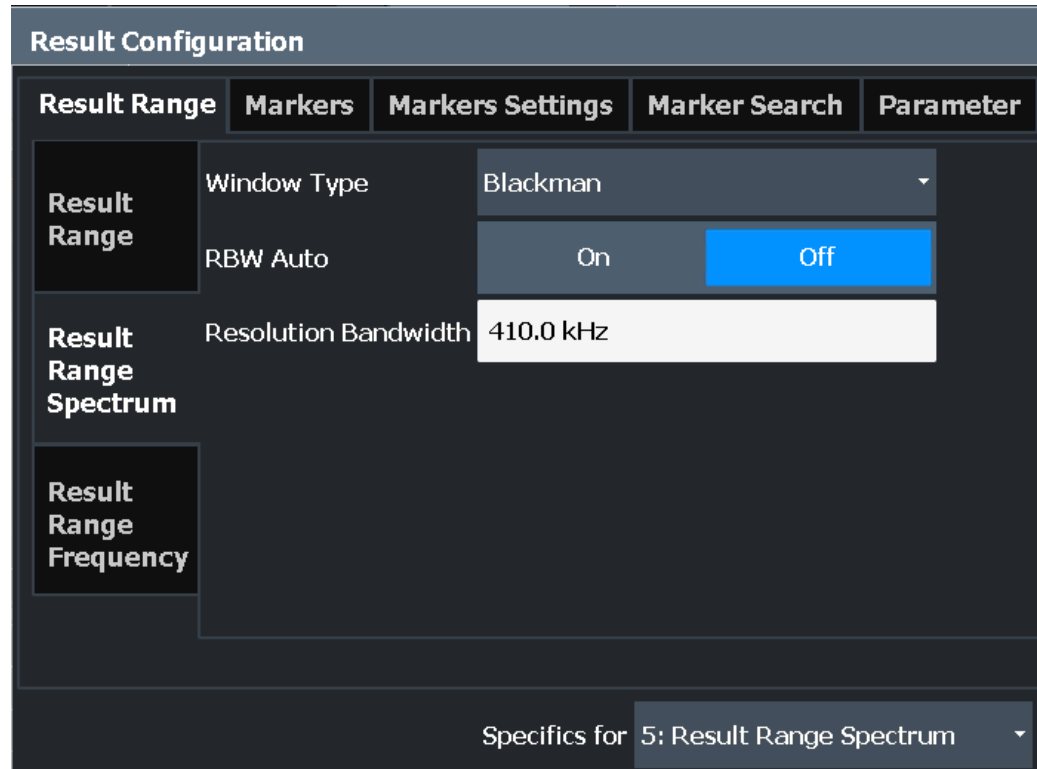 Result Configuration
Result Range Markers Markers Settings Marker Search Parameter
Result
Range
Window Type Blackman
RBW Auto On Off
Result
Range
Spectrum
Resolution Bandwidth 410.0 kHz
Result
Range
Frequency
Specifics for 5: Result Range Spectrum